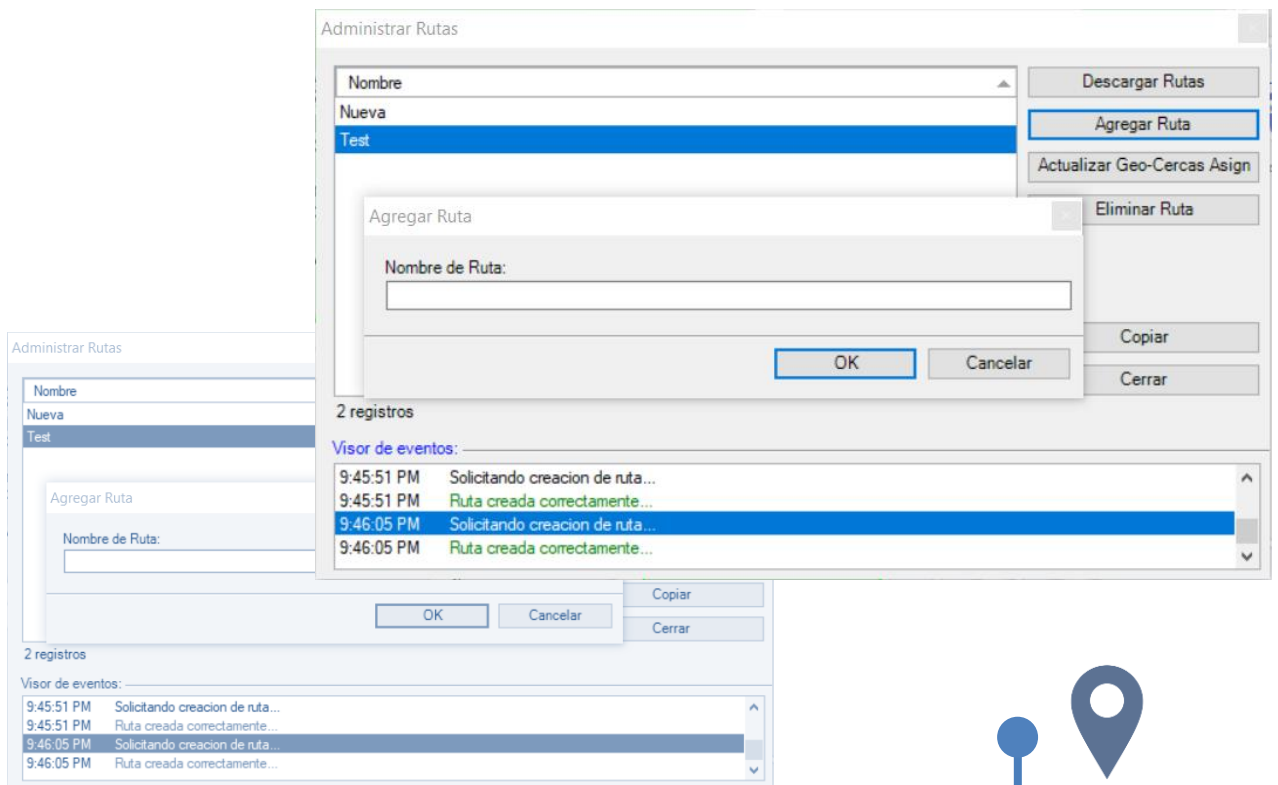 Administrar Rutas
Nombre
Descargar Rutas
Nueva
Agregar Ruta
Test
Actualizar Geo-Cercas Asign
Agregar Ruta
Eliminar Ruta
Nombre de Ruta:
OK
Cancelar
Copiar
Cerrar
2 registros
Visor de eventos:
9:45:51 PM Solicitando creacion de ruta...
9:45:51 PM Ruta creada correctamente...
9:46:05 PM Solicitando creacion de ruta...
9:46:05 PM Ruta creada correctamente...
Administrar Rutas
Nombre
Nueva
Test
Agregar Ruta
Nombre de Ruta:
OK
Cancelar
Copiar
Cerrar
2 registros
Visor de eventos:
9:45:51 PM Solicitando creacion de ruta...
9:45:51 PM Ruta creada correctamente...
9:46:05 PM Solicitando creacion de ruta...
9:46:05 PM Ruta creada correctamente...